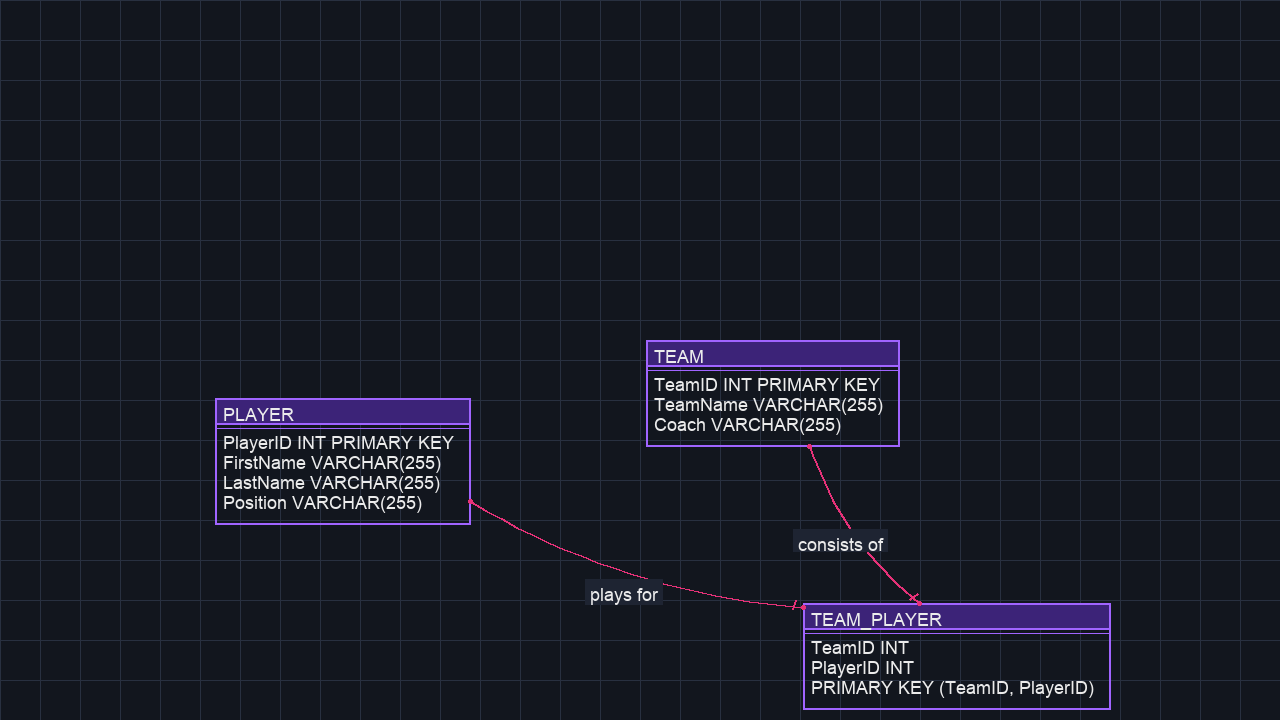 TEAM
TeamID INT PRIMARY KEY
TeamName VARCHAR(255)
Coach VARCHAR(255)
PLAYER
PlayerID INT PRIMARY KEY
FirstName VARCHAR(255)
LastName VARCHAR(255)
Position VARCHAR(255)
consists of
plays for
TEAM_PLAYER
TeamID INT
PlayerID INT
PRIMARY KEY (TeamID, PlayerID)